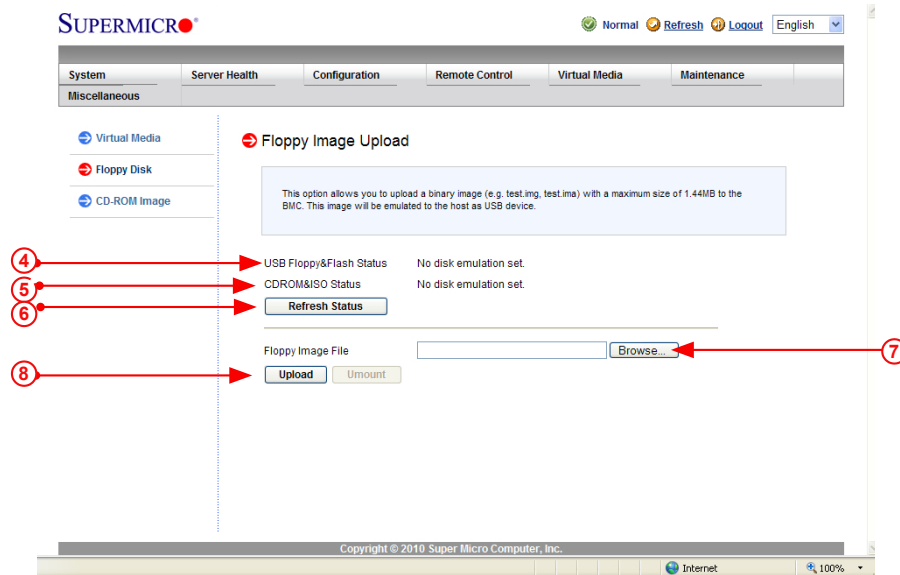 SUPERMICR
Normal Refresh Logout English
System Server Health Configuration Remote Control Virtual Media Maintenance
Miscellaneous
Virtual Media
Floppy Disk
CD-ROM Image
Floppy Image Upload
This option allows you to upload a binary image (e.g. test.img, test.ima) with a maximum size of 1.44MB to the
BMC. This image will be emulated to the host as USB device.
4 USB Floppy&Flash Status No disk emulation set.
5 CDROM&ISO Status No disk emulation set.
6 Refresh Status
Floppy Image File Browse... 7
8 Upload Umount
Copyright © 2010 Super Micro Computer, Inc.
Internet 100%